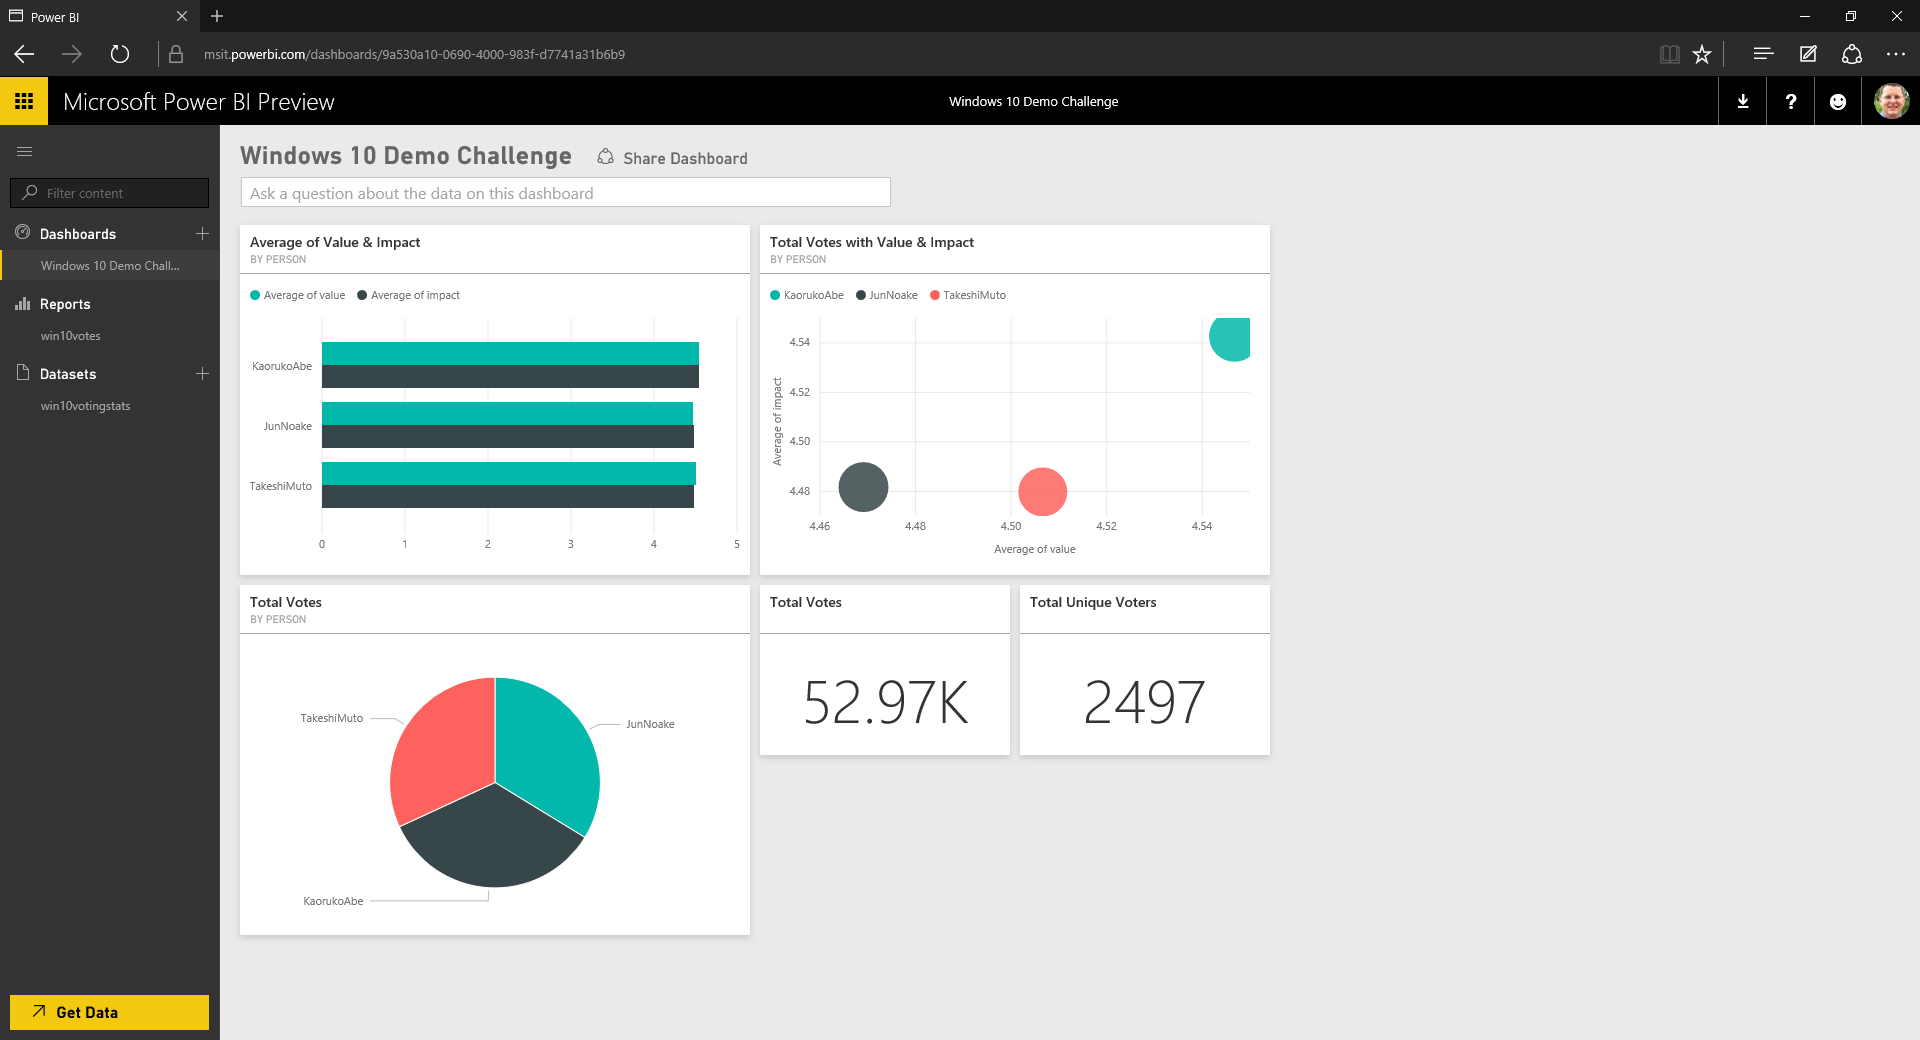 Power BI
msit.powerbi.com/dashboards/9a530a10-0690-4000-983f-d7741a31b6b9
Microsoft Power BI Preview
Windows 10 Demo Challenge
?
Filter content
Dashboards
Windows 10 Demo Chall...
Reports
win10votes
Datasets
win10votingstats
Get Data
Windows 10 Demo Challenge
Share Dashboard
Ask a question about the data on this dashboard
Average of Value & Impact
BY PERSON
Average of value Average of impact
KaorukoAbe
JunNoake
TakeshiMuto
0 1 2 3 4 5
Total Votes with Value & Impact
BY PERSON
KaorukoAbe JunNoake TakeshiMuto
Average of impact
4.54
4.52
4.50
4.48
4.46 4.48 4.50 4.52 4.54
Average of value
Total Votes
BY PERSON
TakeshiMuto
JunNoake
KaorukoAbe
Total Votes
52.97K
Total Unique Voters
2497